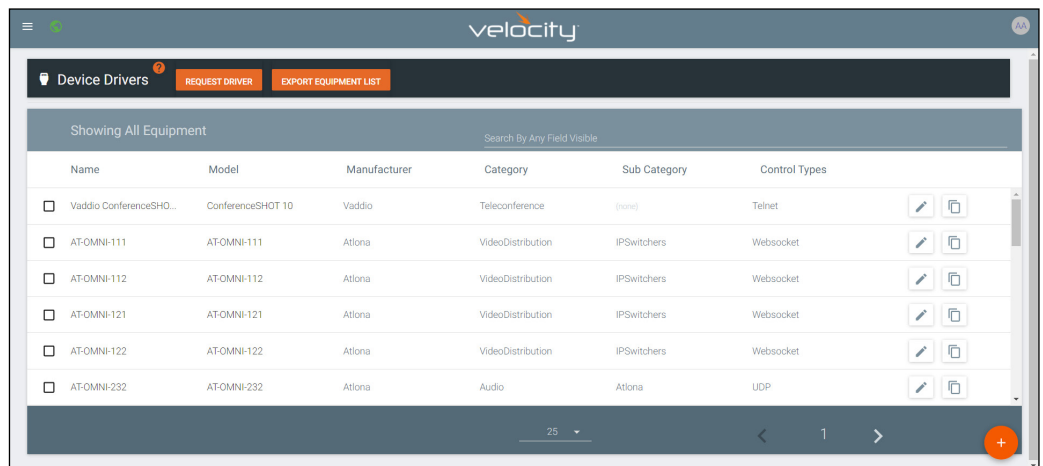 velocity
AA
Device Drivers ? REQUEST DRIVER EXPORT EQUIPMENT LIST
Showing All Equipment Search By Any Field Visible
Name Model Manufacturer Category Sub Category Control Types
Vaddio ConferenceSHO... ConferenceSHOT 10 Vaddio Teleconference (none) Telnet
AT-OMNI-111 AT-OMNI-111 Atlona VideoDistribution IPSwitchers Websocket
AT-OMNI-112 AT-OMNI-112 Atlona VideoDistribution IPSwitchers Websocket
AT-OMNI-121 AT-OMNI-121 Atlona VideoDistribution IPSwitchers Websocket
AT-OMNI-122 AT-OMNI-122 Atlona VideoDistribution IPSwitchers Websocket
AT-OMNI-232 AT-OMNI-232 Atlona Audio Atlona UDP
25 1